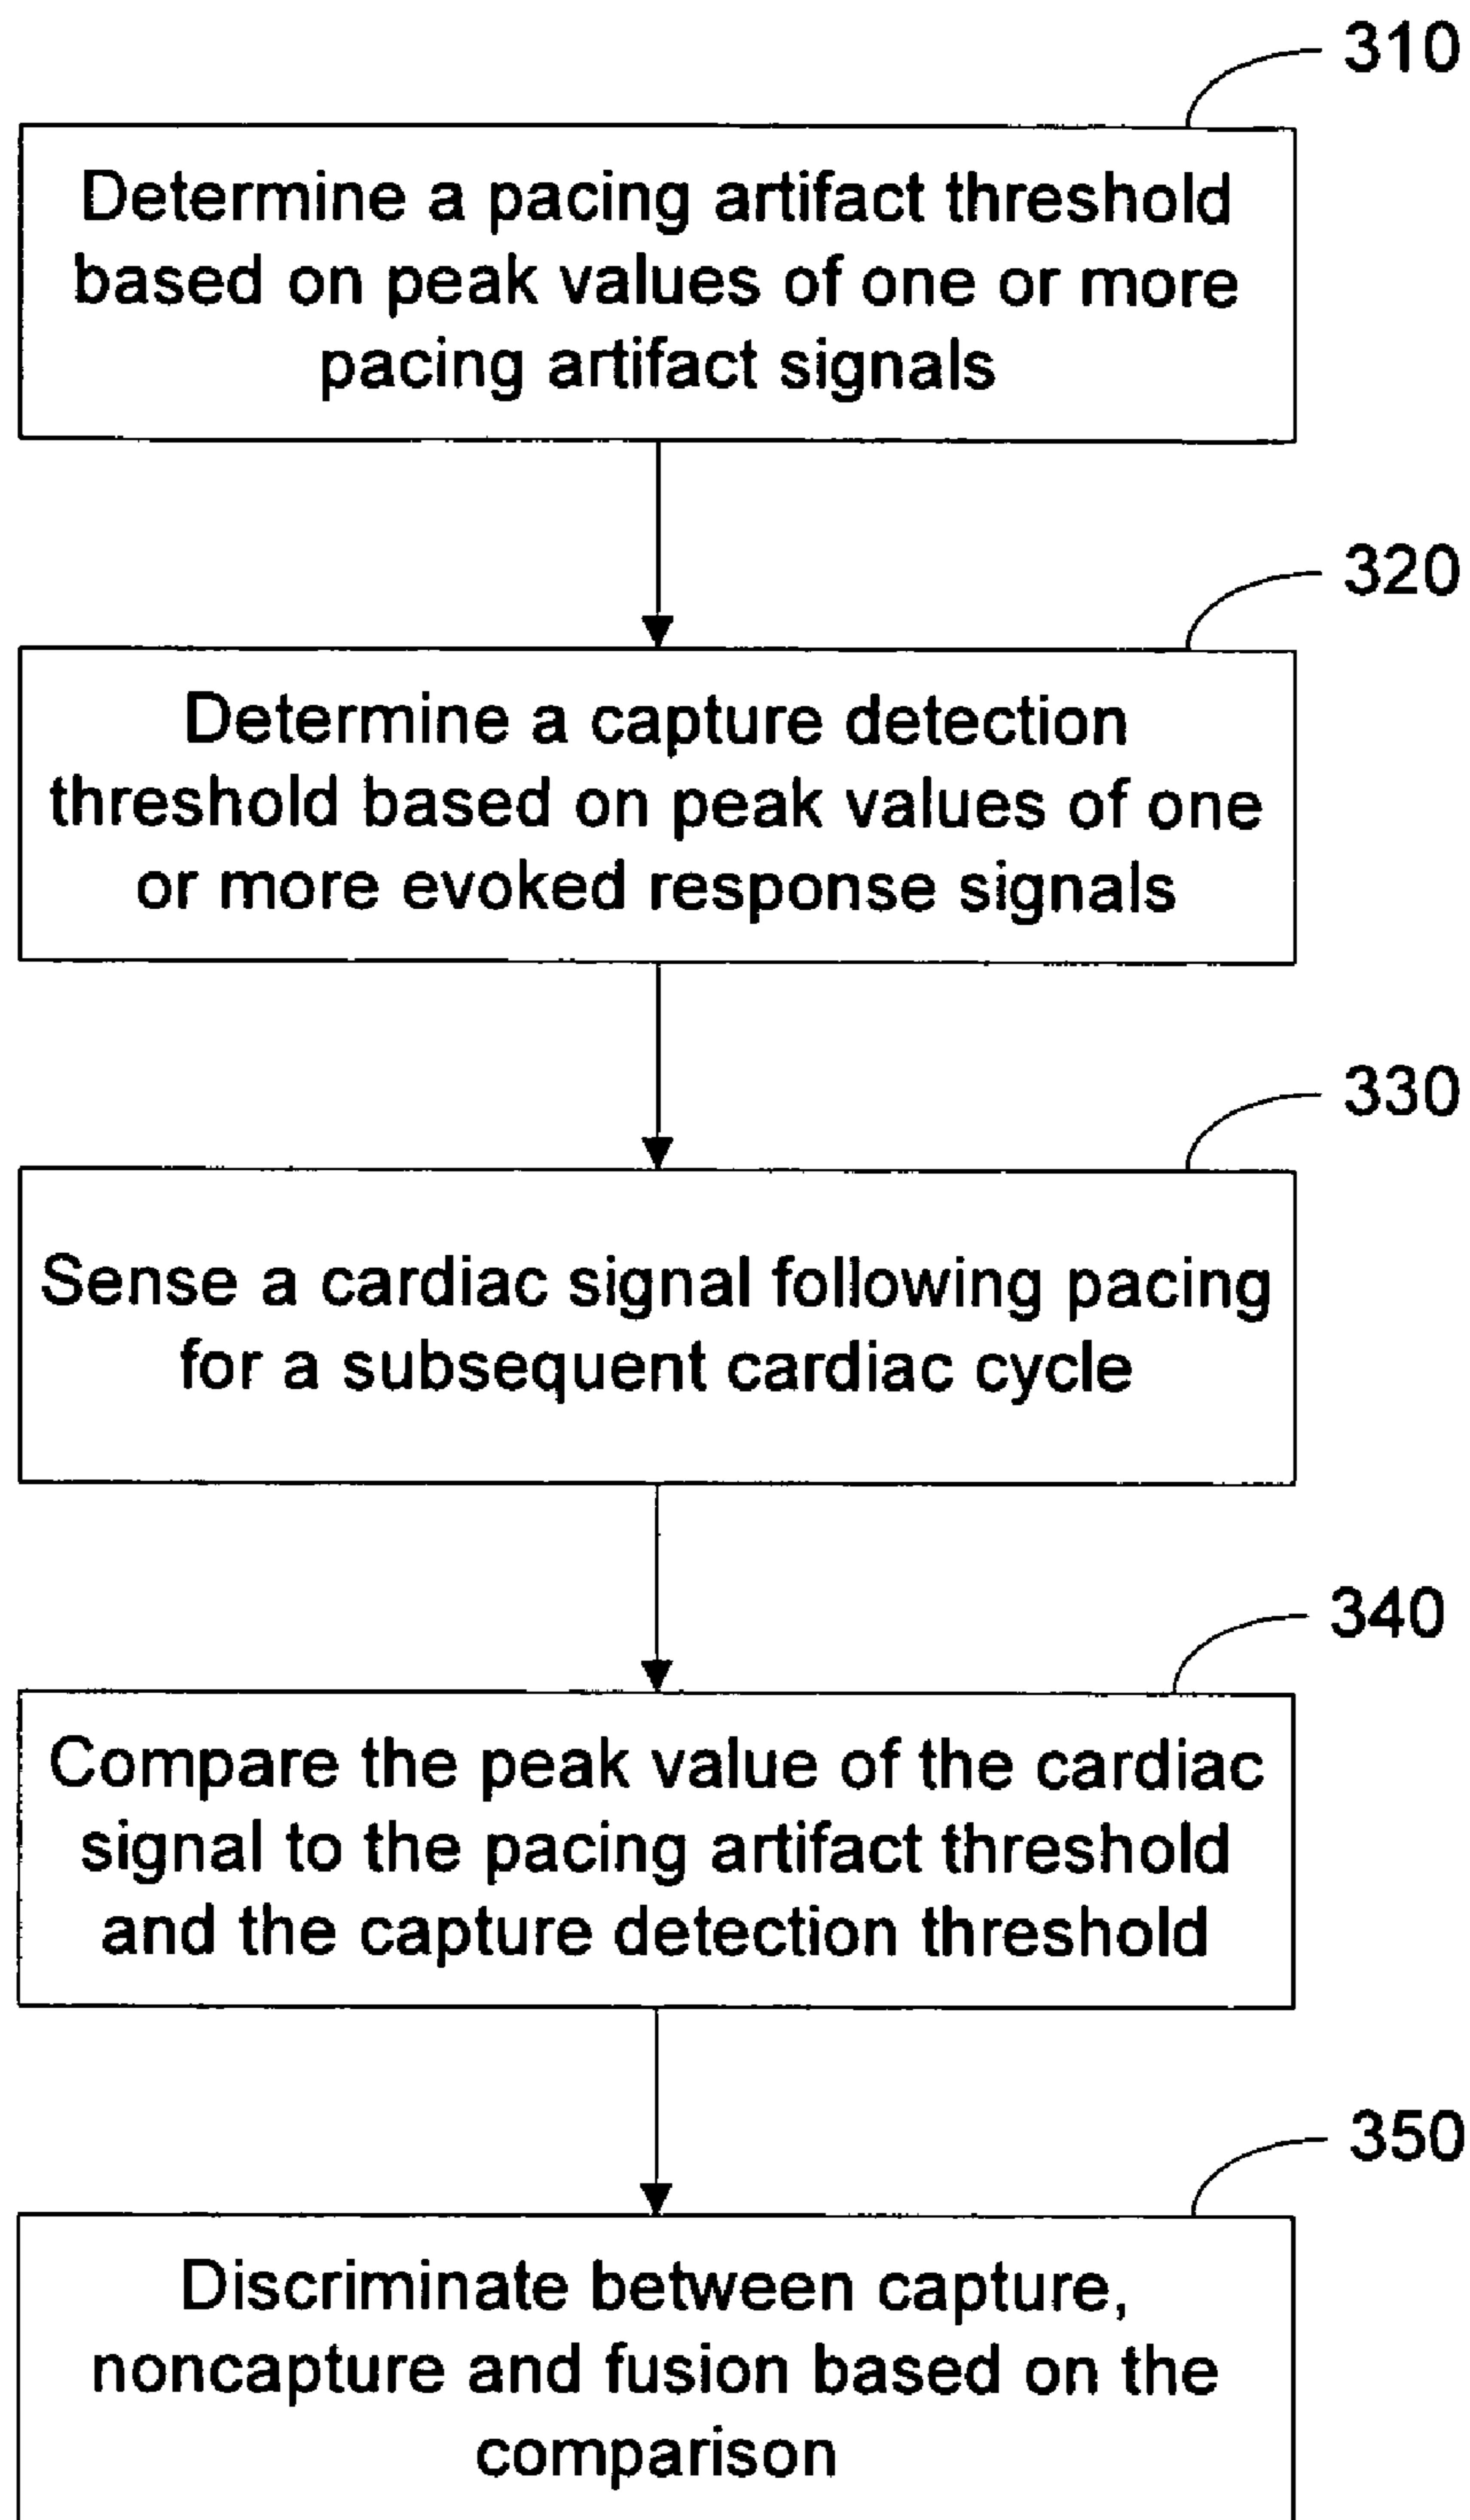 310
Determine a pacing artifact threshold
based on peak values of one or more
pacing artifact signals
320
Determine a capture detection
threshold based on peak values of one
or more evoked response signals
330
Sense a cardiac signal following pacing
for a subsequent cardiac cycle
340
Compare the peak value of the cardiac
signal to the pacing artifact threshold
and the capture detection threshold
350
Discriminate between capture,
noncapture and fusion based on the
comparison